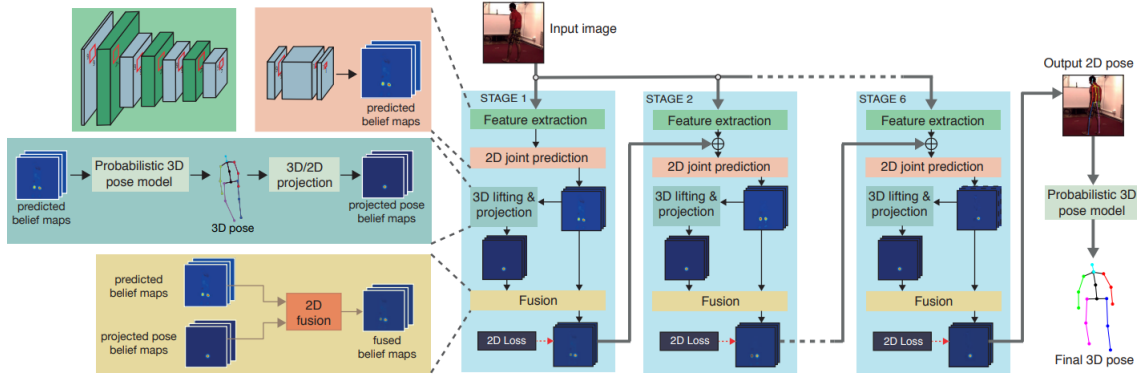 Input image
Output 2D pose
predicted
belief maps
STAGE 1
STAGE 2
STAGE 6
Feature extraction
Feature extraction
Feature extraction
2D joint prediction
2D joint prediction
2D joint prediction
predicted
belief maps
Probabilistic 3D
pose model
3D pose
3D/2D
projection
projected pose
belief maps
3D lifting &
projection
3D lifting &
projection
3D lifting &
projection
Probabilistic 3D
pose model
predicted
belief maps
projected pose
belief maps
2D
fusion
fused
belief maps
Fusion
Fusion
Fusion
2D Loss
2D Loss
2D Loss
Final 3D pose